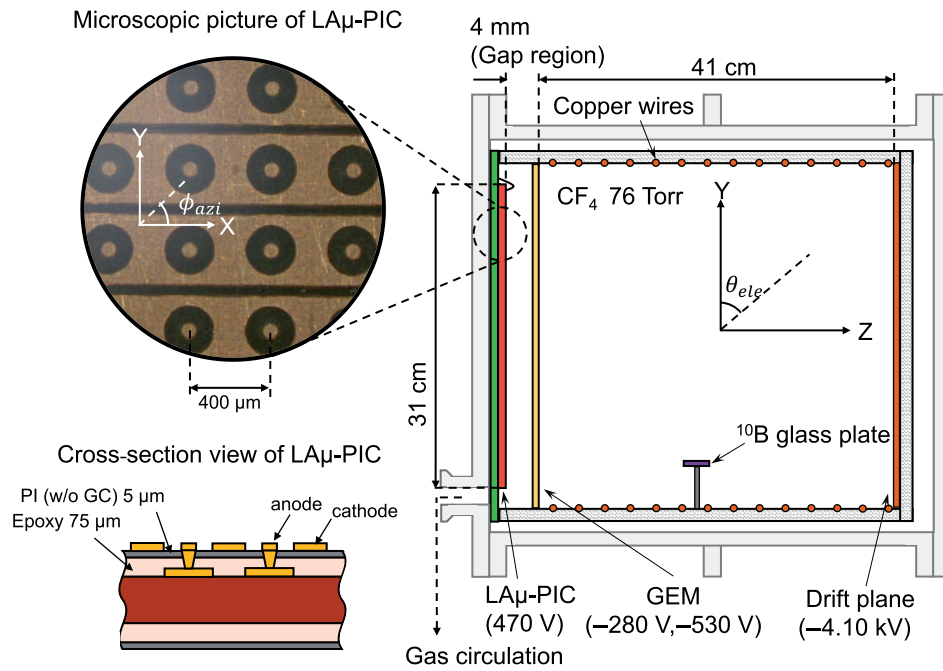 Microscopic picture of LAμ-PIC
4 mm
(Gap region)
41 cm
Copper wires
CF₄ 76 Torr
Y
X
ϕ_azi
Y
Z
θ_ele
400 μm
31 cm
¹⁰B glass plate
Cross-section view of LAμ-PIC
PI (w/o GC) 5 μm
Epoxy 75 μm
anode
cathode
LAμ-PIC
(470 V)
GEM
(−280 V,−530 V)
Drift plane
(−4.10 kV)
Gas circulation